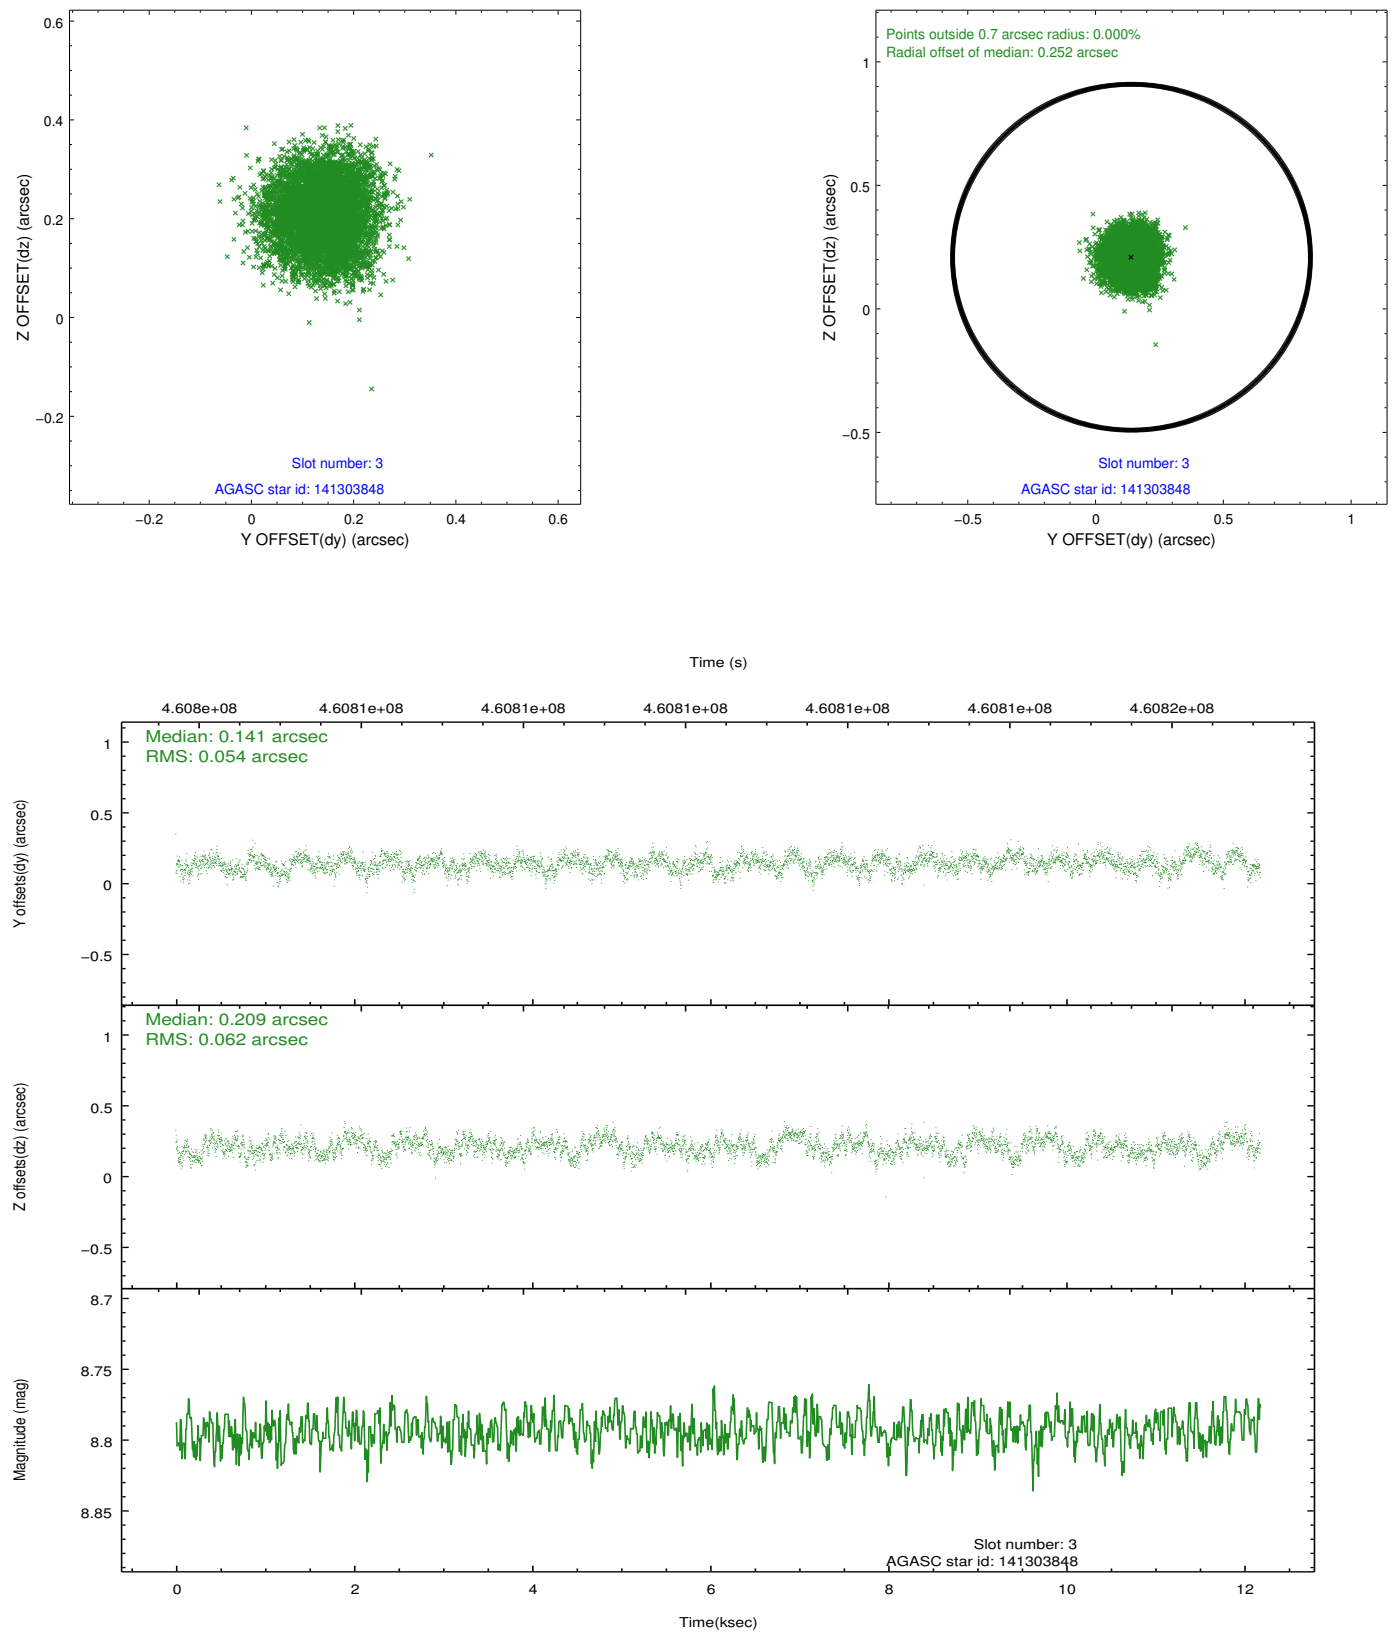 0.6
0.4
0.2
0
−0.2
Z OFFSET(dz) (arcsec)
Slot number: 3
AGASC star id: 141303848
−0.2 0 0.2 0.4 0.6
Y OFFSET(dy) (arcsec)
Points outside 0.7 arcsec radius: 0.000%
Radial offset of median: 0.252 arcsec
1
0.5
0
−0.5
Z OFFSET(dz) (arcsec)
Slot number: 3
AGASC star id: 141303848
−0.5 0 0.5 1
Y OFFSET(dy) (arcsec)
Time (s)
4.608e+08 4.6081e+08 4.6081e+08 4.6081e+08 4.6081e+08 4.6081e+08 4.6082e+08
Median: 0.141 arcsec
RMS: 0.054 arcsec
1
0.5
0
−0.5
Y offsets(dy) (arcsec)
Median: 0.209 arcsec
RMS: 0.062 arcsec
1
0.5
0
−0.5
Z offsets(dz) (arcsec)
8.7
8.75
8.8
8.85
Magnitude (mag)
Slot number: 3
AGASC star id: 141303848
0 2 4 6 8 10 12
Time(ksec)